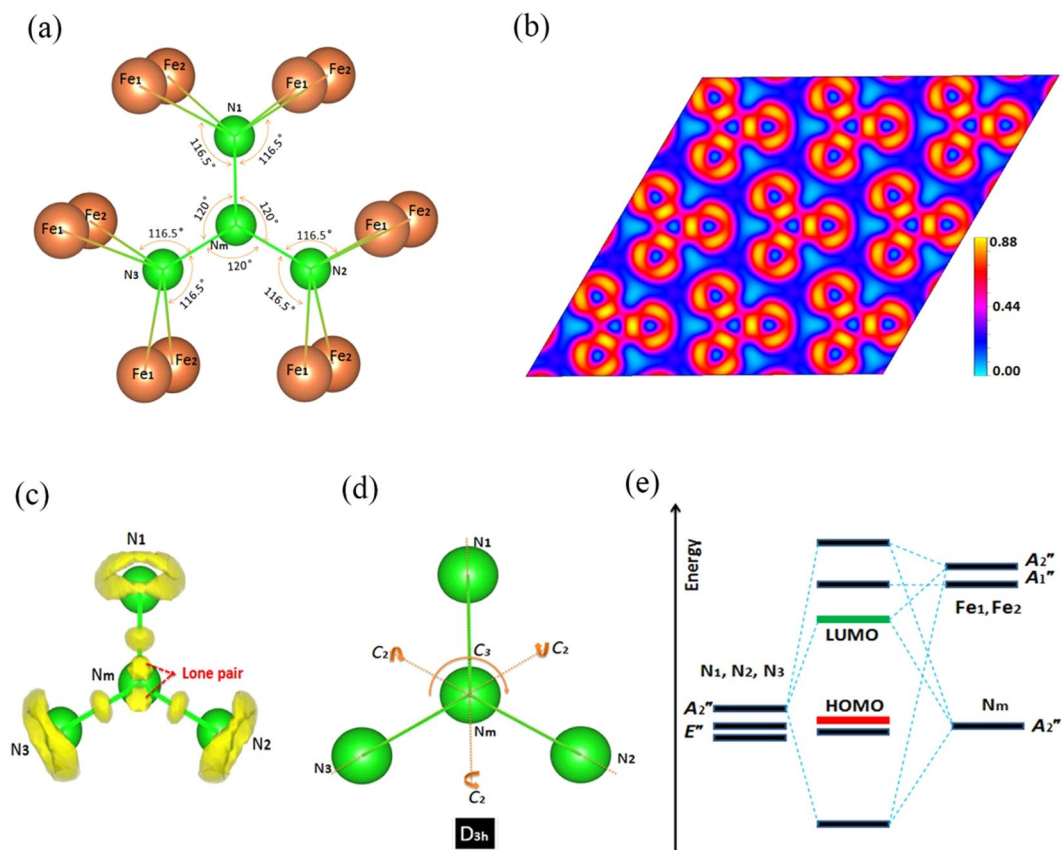 (a)
Fe1 Fe2 Fe1 Fe2
N1
116.5° 116.5°
120° 120°
Fe1 Fe2 Nm Fe1 Fe2
116.5° 120° 116.5°
N3 N2
116.5° 116.5°
Fe1 Fe2 Fe1 Fe2
(b)
0.88
0.44
0.00
(c)
N1
Nm
Lone pair
N3 N2
(d)
N1
C2 C3 C2
Nm
N3 N2
C2
D3h
(e)
Energy
A2″
A1″
Fe1, Fe2
LUMO
N1, N2, N3
HOMO Nm
A2″ A2″
E″